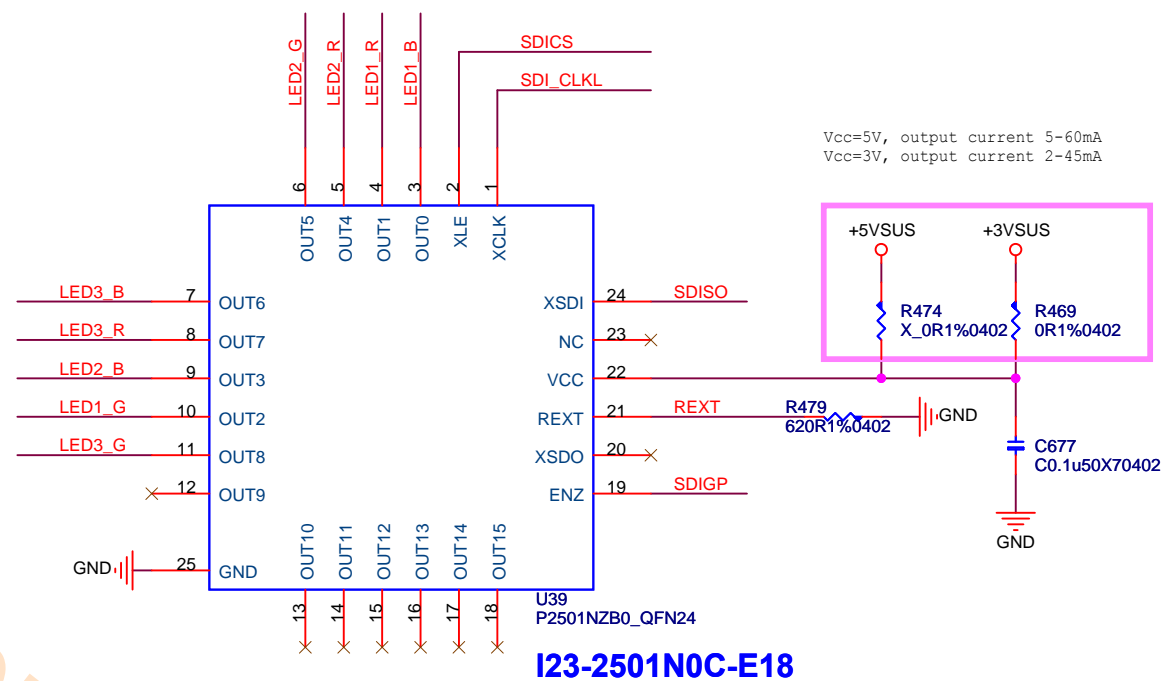 LED2_G
LED2_R
LED1_R
LED1_B
SDICS
SDI_CLKL
Vcc=5V, output current 5-60mA
Vcc=3V, output current 2-45mA
6
5
4
3
2
1
OUT5
OUT4
OUT1
OUT0
XLE
XCLK
+5VSUS
+3VSUS
R474
X_0R1%0402
R469
0R1%0402
LED3_B 7 OUT6
XSDI 24 SDISO
LED3_R 8 OUT7
NC 23
LED2_B 9 OUT3
VCC 22
LED1_G 10 OUT2
REXT 21 REXT
R479
620R1%0402
GND
LED3_G 11 OUT8
XSDO 20
C677
C0.1u50X70402
GND
12 OUT9
ENZ 19 SDIGP
OUT10
OUT11
OUT12
OUT13
OUT14
OUT15
GND 25 GND
13
14
15
16
17
18
U39
P2501NZB0_QFN24
I23-2501N0C-E18